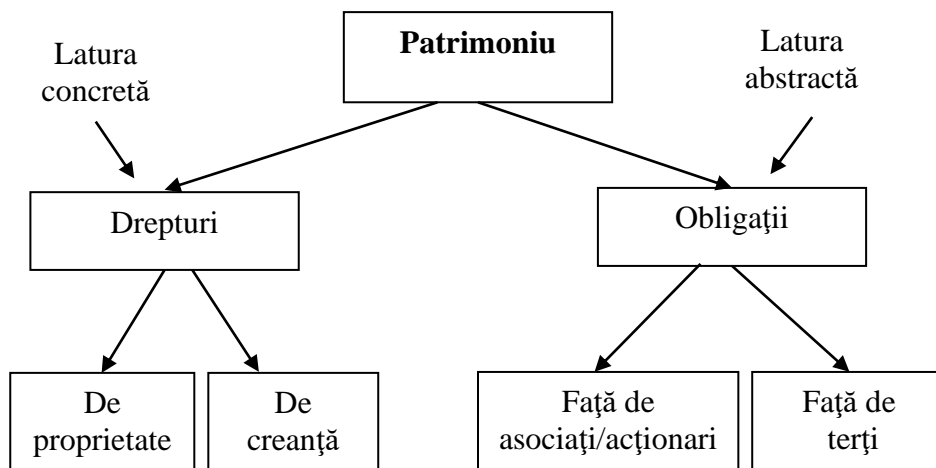 Patrimoniu
Latura
concretă
Latura
abstractă
Drepturi
Obligaţii
De
proprietate
De
creanţă
Faţă de
asociaţi/acţionari
Faţă de
terţi